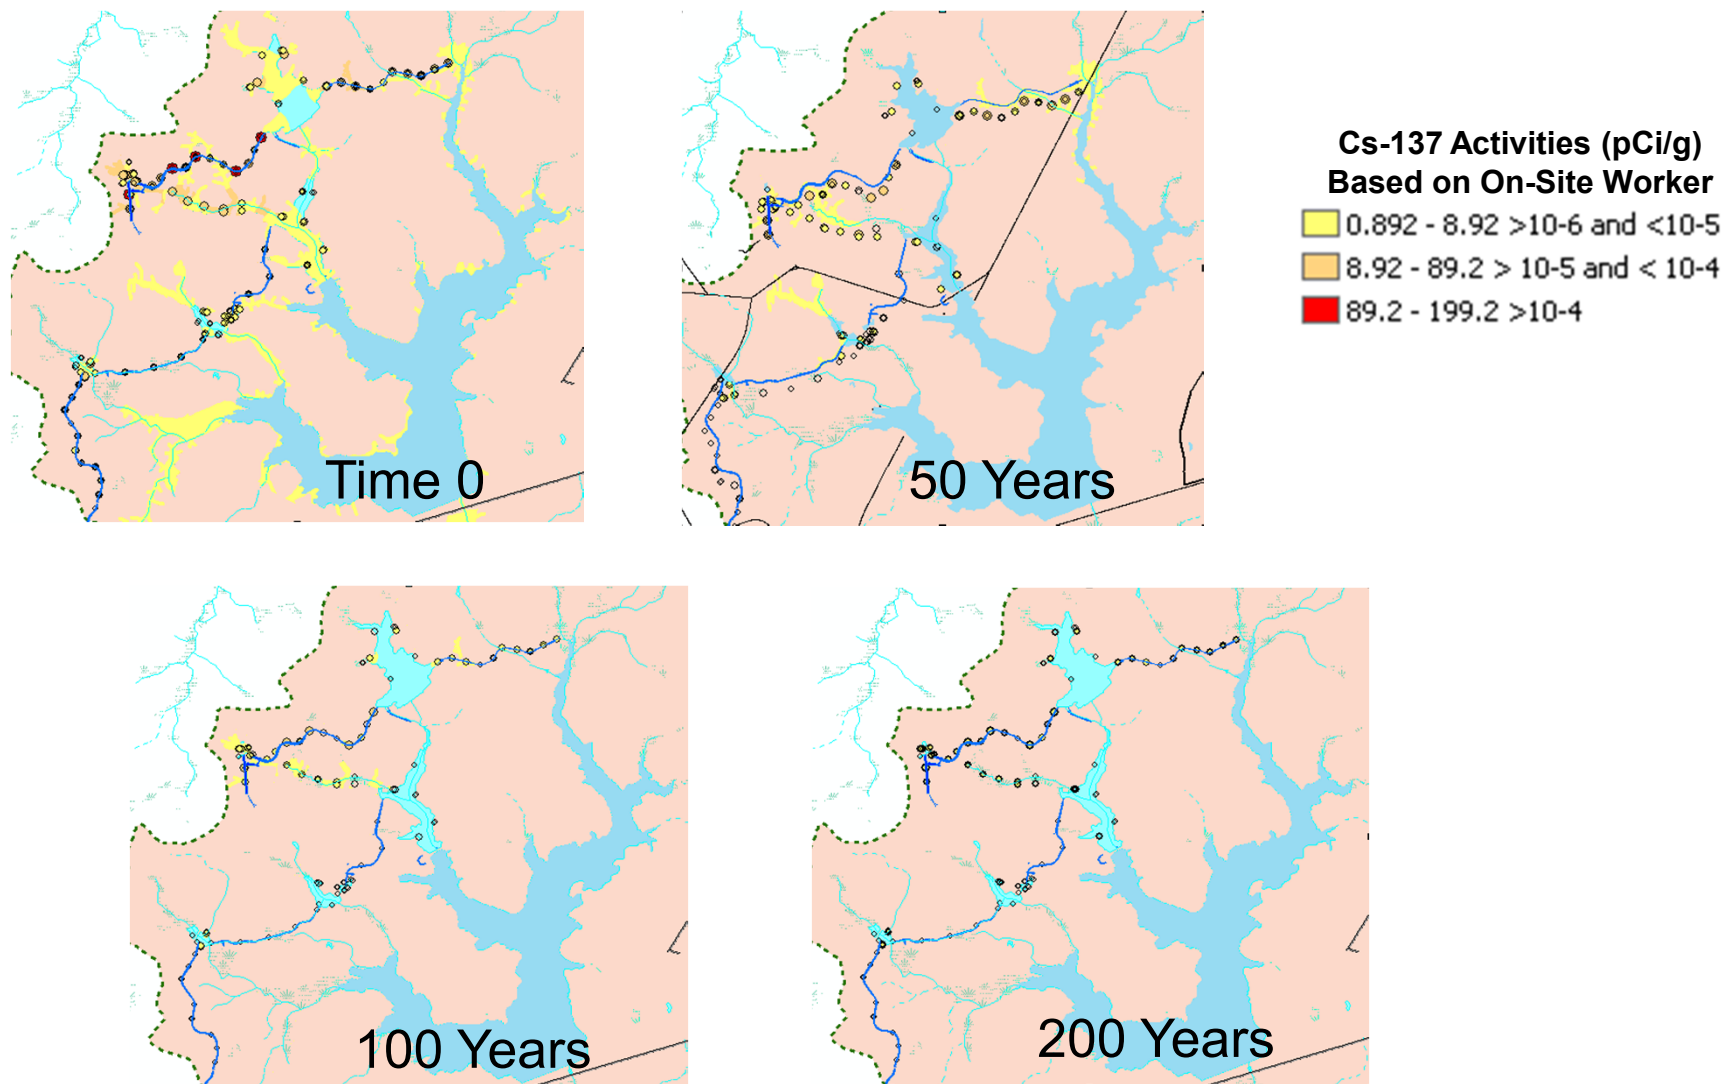 Cs-137 Activities (pCi/g)
Based on On-Site Worker
0.892 - 8.92 >10-6 and <10-5
8.92 - 89.2 > 10-5 and < 10-4
89.2 - 199.2 >10-4
Time 0
50 Years
100 Years
200 Years